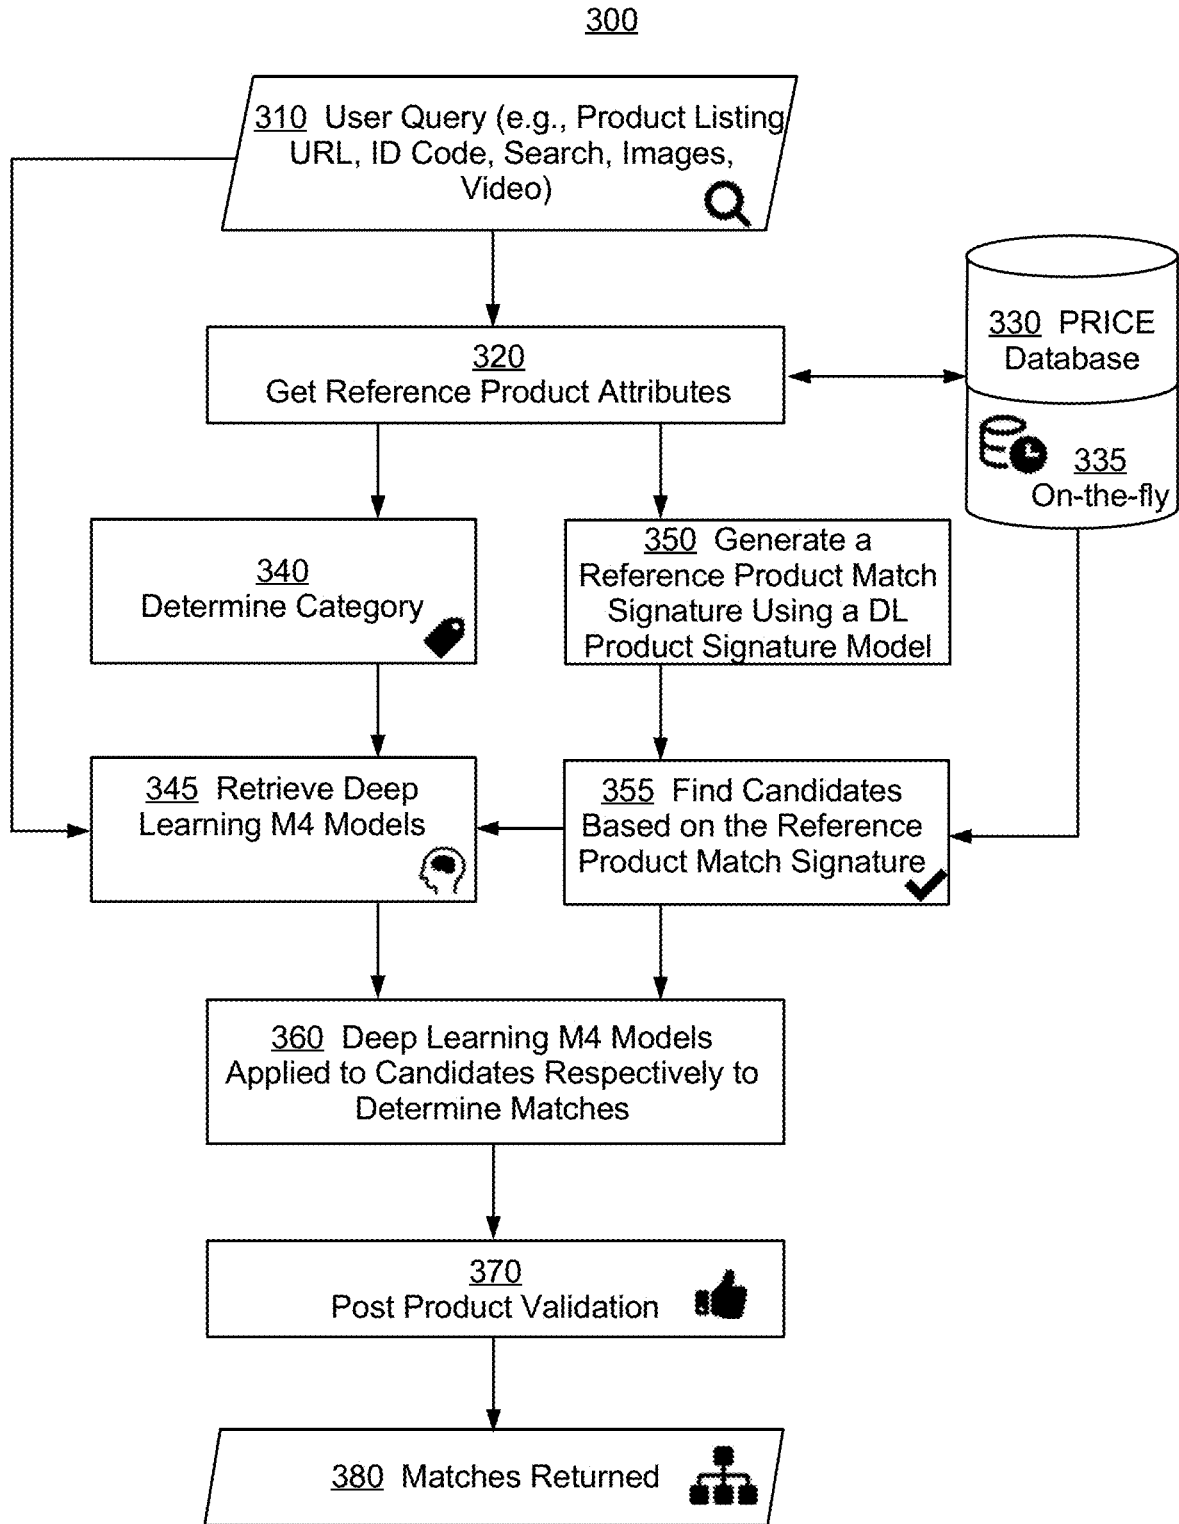 300
310 User Query (e.g., Product Listing
URL, ID Code, Search, Images,
Video)
320
Get Reference Product Attributes
330 PRICE
Database
335
On-the-fly
340
Determine Category
350 Generate a
Reference Product Match
Signature Using a DL
Product Signature Model
345 Retrieve Deep
Learning M4 Models
355 Find Candidates
Based on the Reference
Product Match Signature
360 Deep Learning M4 Models
Applied to Candidates Respectively to
Determine Matches
370
Post Product Validation
380 Matches Returned